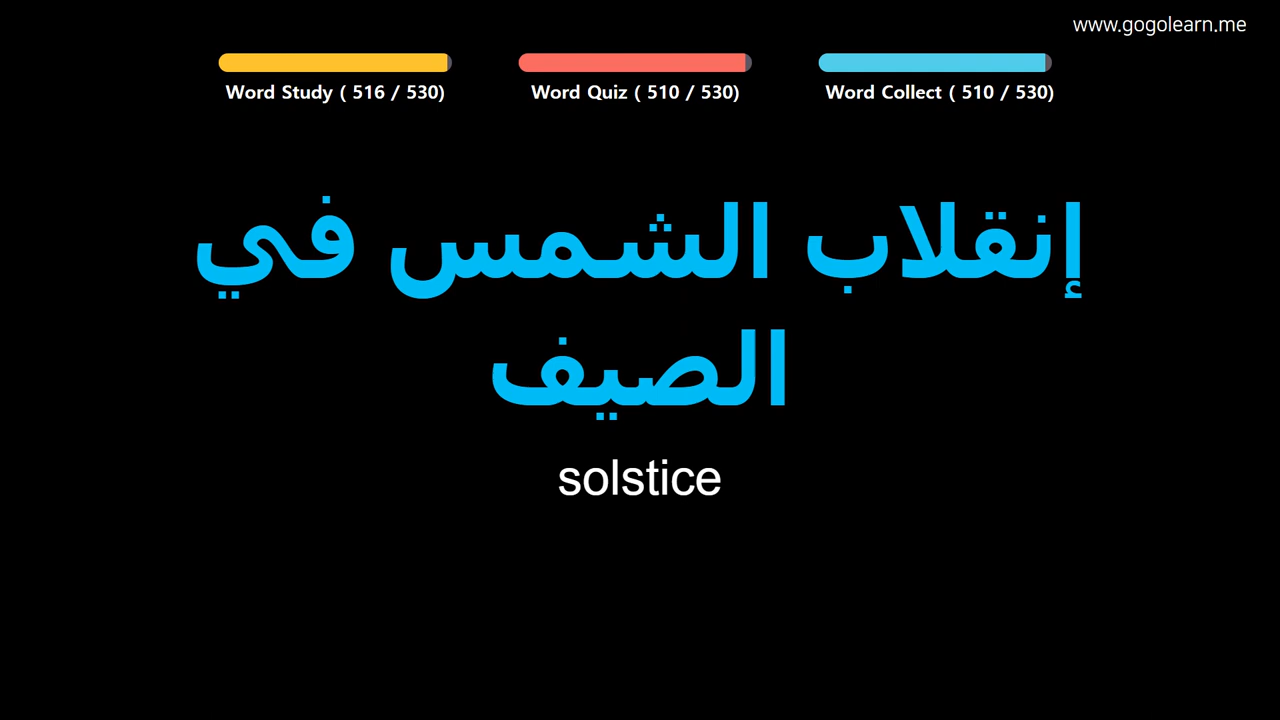 www.gogolearn.me
Word Study ( 516 / 530)
Word Quiz ( 510 / 530)
Word Collect ( 510 / 530)
إنقلاب الشمس في
الصيف
solstice